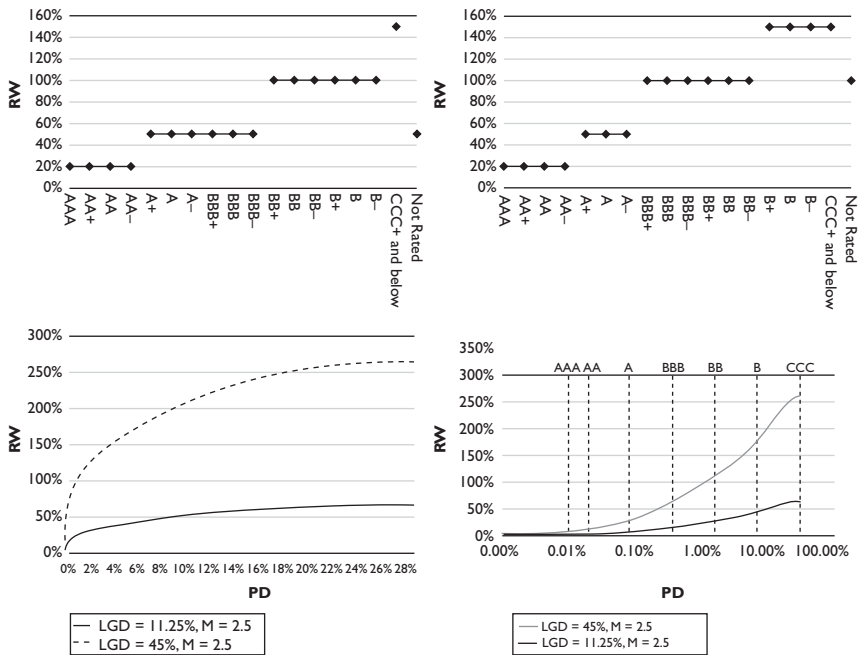 160%
140%
120%
100%
80%
60%
40%
20%
0%
RW
AAA
AA+
AA
AA–
A+
A
A–
BBB+
BBB
BBB–
BB+
BB
BB–
B+
B
B–
CCC+ and below
Not Rated
160%
140%
120%
100%
80%
60%
40%
20%
0%
RW
AAA
AA+
AA
AA–
A+
A
A–
BBB+
BBB
BBB–
BB+
BB
BB–
B+
B
B–
CCC+ and below
Not Rated
300%
250%
200%
150%
100%
50%
0%
RW
0% 2% 4% 6% 8% 10% 12% 14% 16% 18% 20% 22% 24% 26% 28%
PD
LGD = 11.25%, M = 2.5
LGD = 45%, M = 2.5
350%
300%
250%
200%
150%
100%
50%
0%
RW
AAA AA A BBB BB B CCC
0.00% 0.01% 0.10% 1.00% 10.00% 100.00%
PD
LGD = 45%, M = 2.5
LGD = 11.25%, M = 2.5